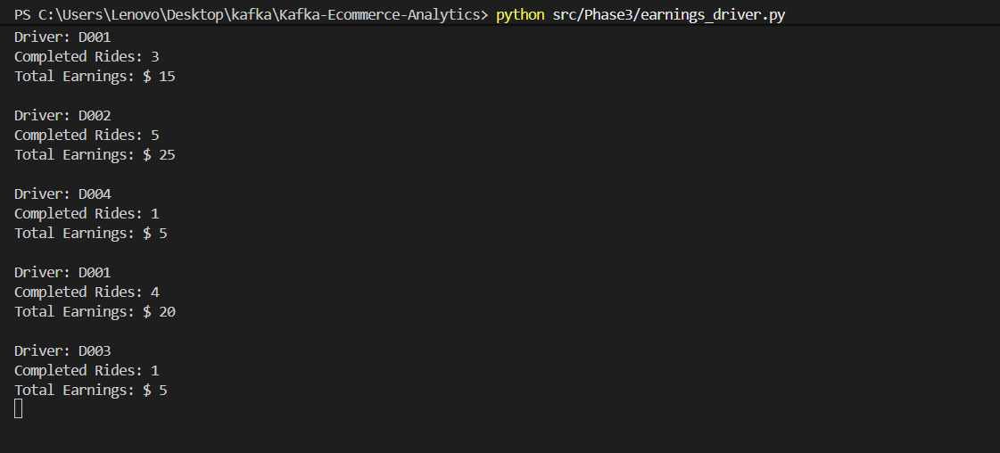 PS C:\Users\Lenovo\Desktop\kafka\Kafka-Ecommerce-Analytics> python src/Phase3/earnings_driver.py
Driver: D001
Completed Rides: 3
Total Earnings: $ 15
Driver: D002
Completed Rides: 5
Total Earnings: $ 25
Driver: D004
Completed Rides: 1
Total Earnings: $ 5
Driver: D001
Completed Rides: 4
Total Earnings: $ 20
Driver: D003
Completed Rides: 1
Total Earnings: $ 5